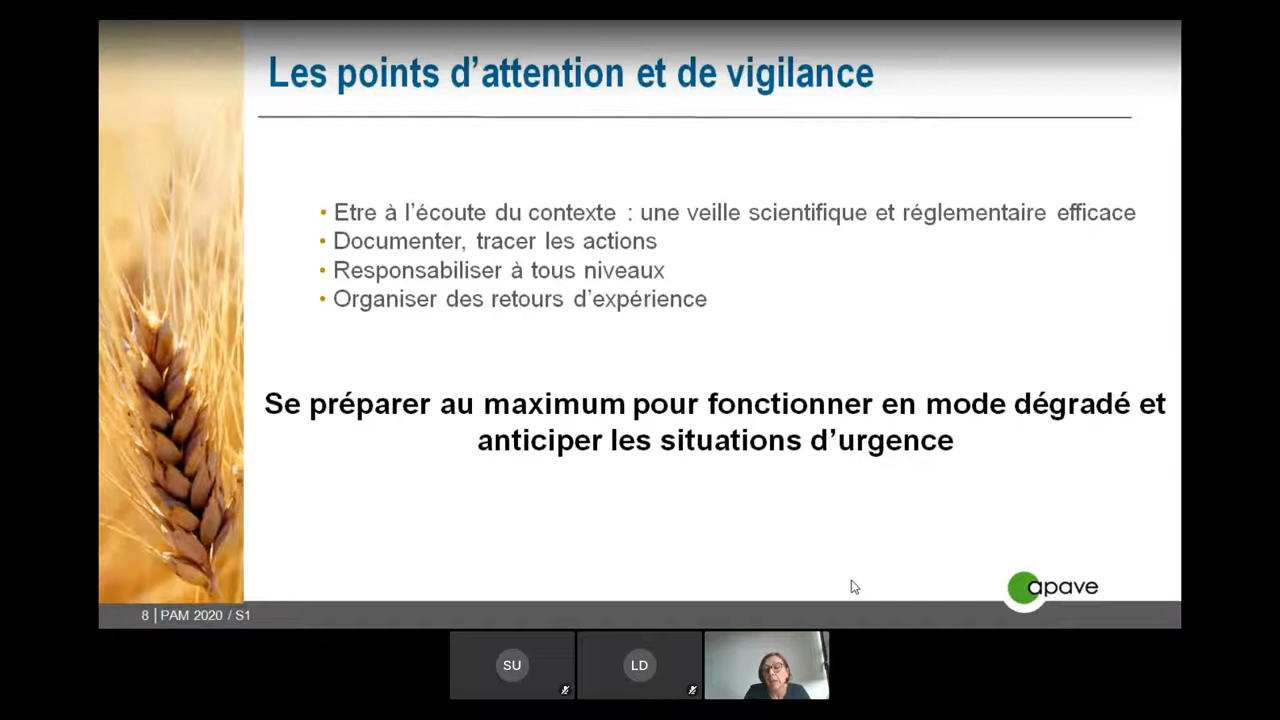 Les points d’attention et de vigilance
• Etre à l’écoute du contexte : une veille scientifique et réglementaire efficace
• Documenter, tracer les actions
• Responsabiliser à tous niveaux
• Organiser des retours d’expérience
Se préparer au maximum pour fonctionner en mode dégradé et
anticiper les situations d’urgence
apave
8 | PAM 2020 / S1
SU
LD